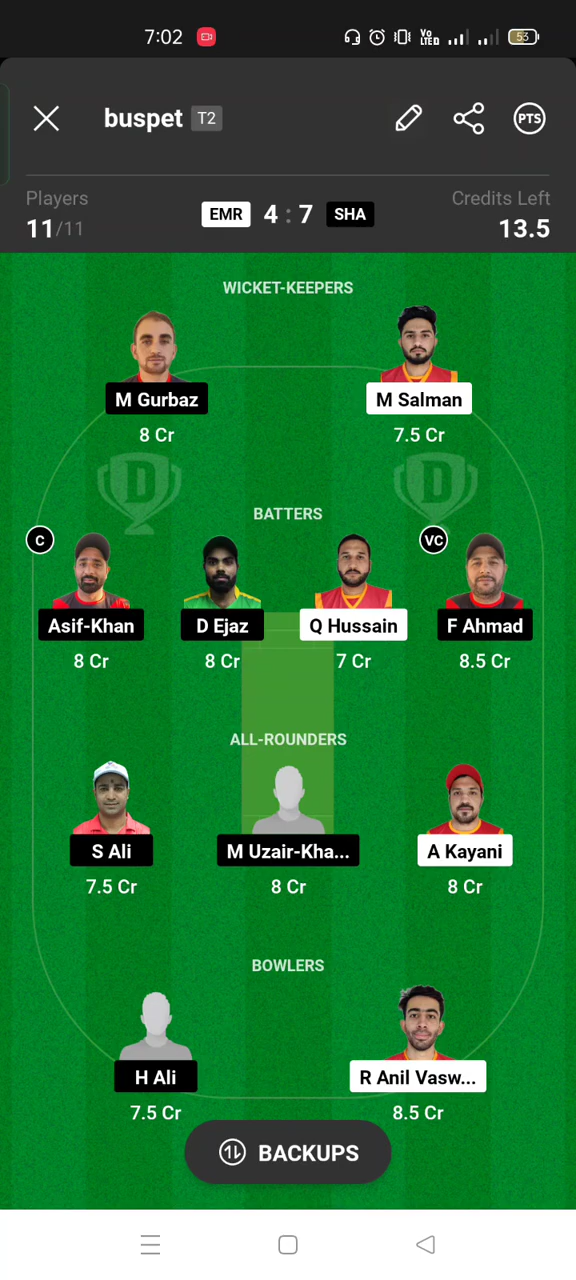 7:02
VoLTED
53
buspet T2
PTS
Players
Credits Left
11/11
EMR 4 : 7 SHA
13.5
WICKET-KEEPERS
M Gurbaz
M Salman
8 Cr
7.5 Cr
D
D
BATTERS
C
VC
Asif-Khan
D Ejaz
Q Hussain
F Ahmad
8 Cr
8 Cr
7 Cr
8.5 Cr
ALL-ROUNDERS
S Ali
M Uzair-Kha...
A Kayani
7.5 Cr
8 Cr
8 Cr
BOWLERS
H Ali
R Anil Vasw...
7.5 Cr
8.5 Cr
BACKUPS